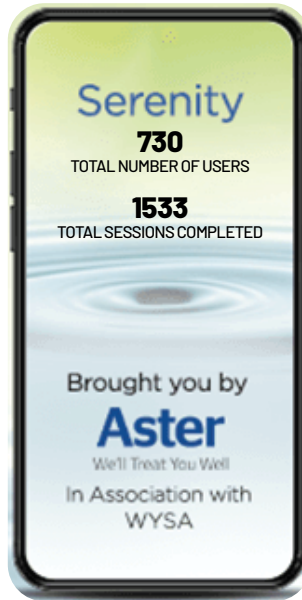 Serenity
730
TOTAL NUMBER OF USERS
1533
TOTAL SESSIONS COMPLETED
Brought you by
Aster
We'll Treat You Well
In Association with
WYSA